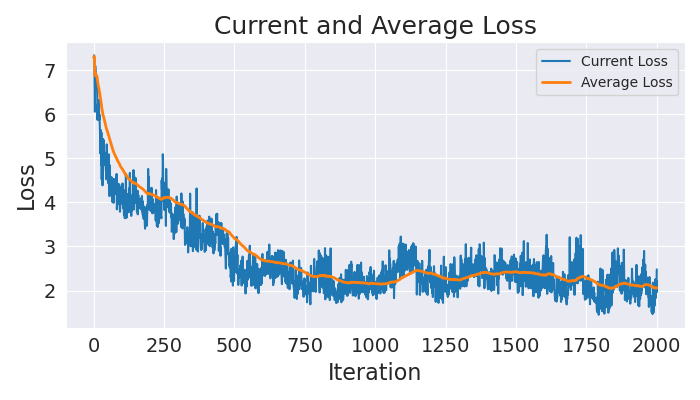 Current and Average Loss
Current Loss
Average Loss
7
6
5
4
3
2
Loss
0 250 500 750 1000 1250 1500 1750 2000
Iteration